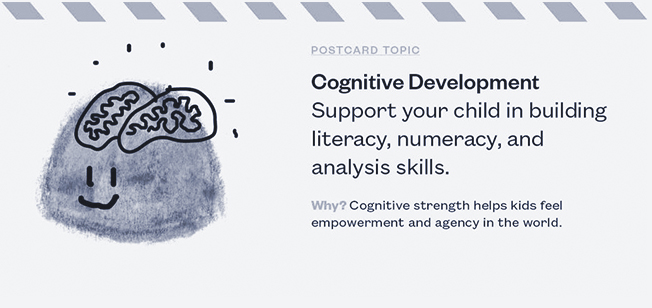 POSTCARD TOPIC
Cognitive Development
Support your child in building
literacy, numeracy, and
analysis skills.
Why? Cognitive strength helps kids feel
empowerment and agency in the world.